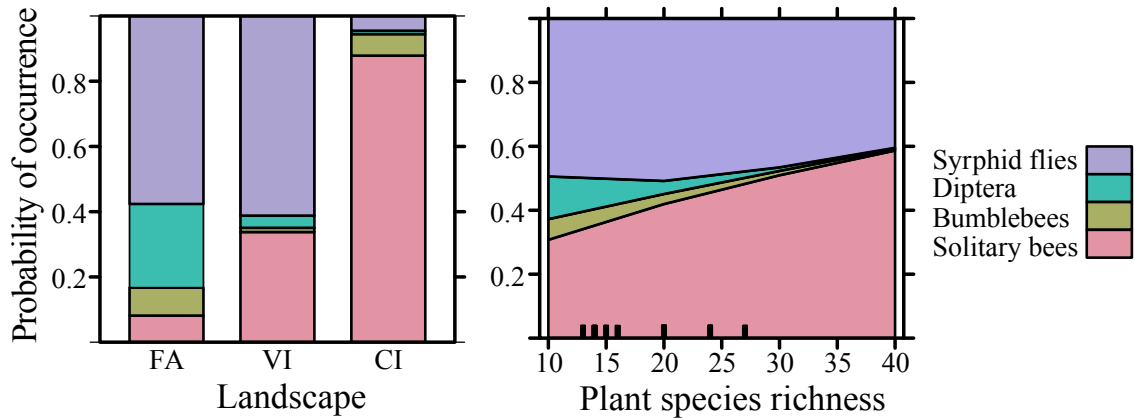 Probability of occurrence
0.8
0.6
0.4
0.2
FA VI CI
Landscape
0.8
0.6
0.4
0.2
10 15 20 25 30 35 40
Plant species richness
Syrphid flies
Diptera
Bumblebees
Solitary bees